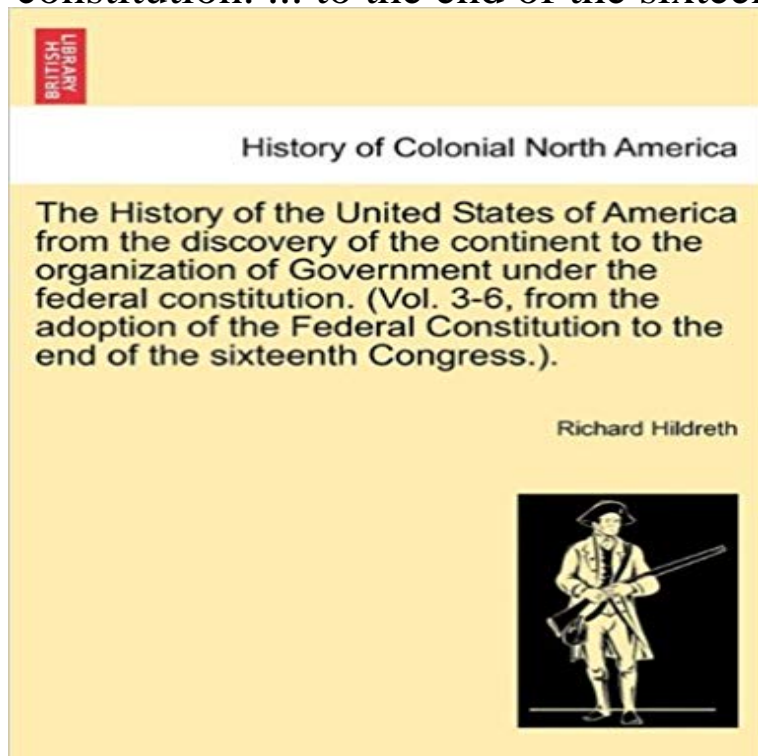 constitution. ... to the end of the sixteen
BRITISH
LIBRARY
History of Colonial North America
The History of the United States of America
from the discovery of the continent to the
organization of Government under the
federal constitution. (Vol. 3-6, from the
adoption of the Federal Constitution to the
end of the sixteenth Congress.).
Richard Hildreth